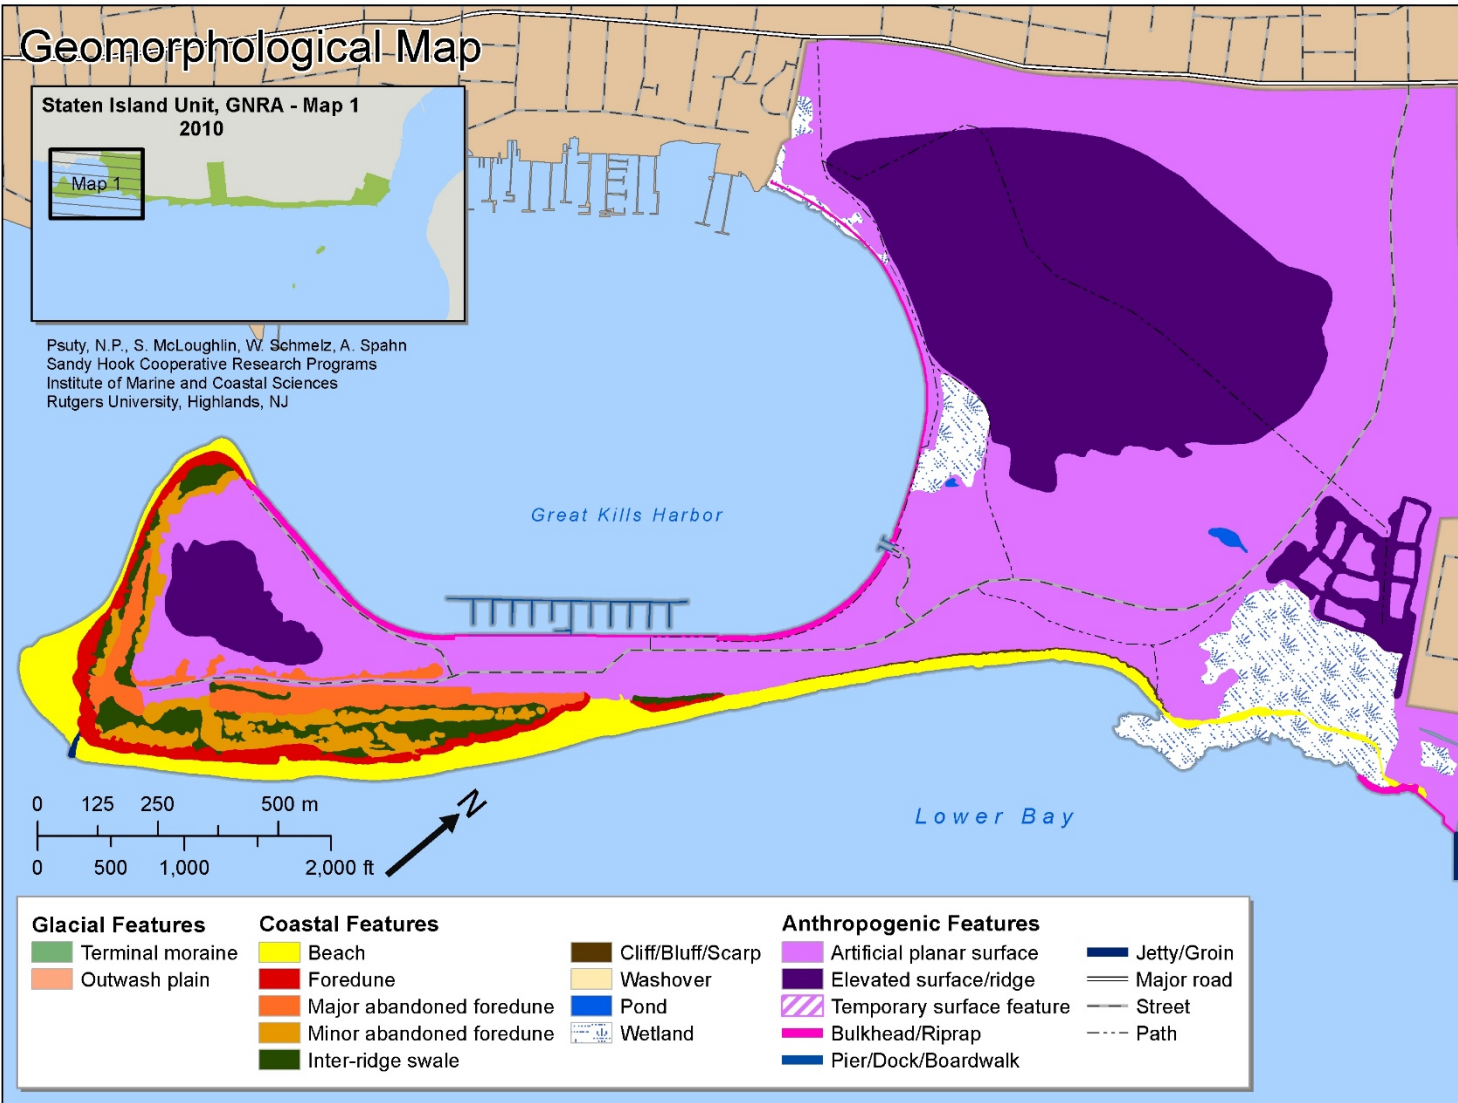 Geomorphological Map
Staten Island Unit, GNRA - Map 1
2010
Map 1
Psuty, N.P., S. McLoughlin, W. Schmelz, A. Spahn
Sandy Hook Cooperative Research Programs
Institute of Marine and Coastal Sciences
Rutgers University, Highlands, NJ
Great Kills Harbor
Lower Bay
0 125 250 500 m
0 500 1,000 2,000 ft
N
Glacial Features
Terminal moraine
Outwash plain
Coastal Features
Beach
Foredune
Major abandoned foredune
Minor abandoned foredune
Inter-ridge swale
Cliff/Bluff/Scarp
Washover
Pond
Wetland
Anthropogenic Features
Artificial planar surface
Elevated surface/ridge
Temporary surface feature
Bulkhead/Riprap
Pier/Dock/Boardwalk
Jetty/Groin
Major road
Street
Path